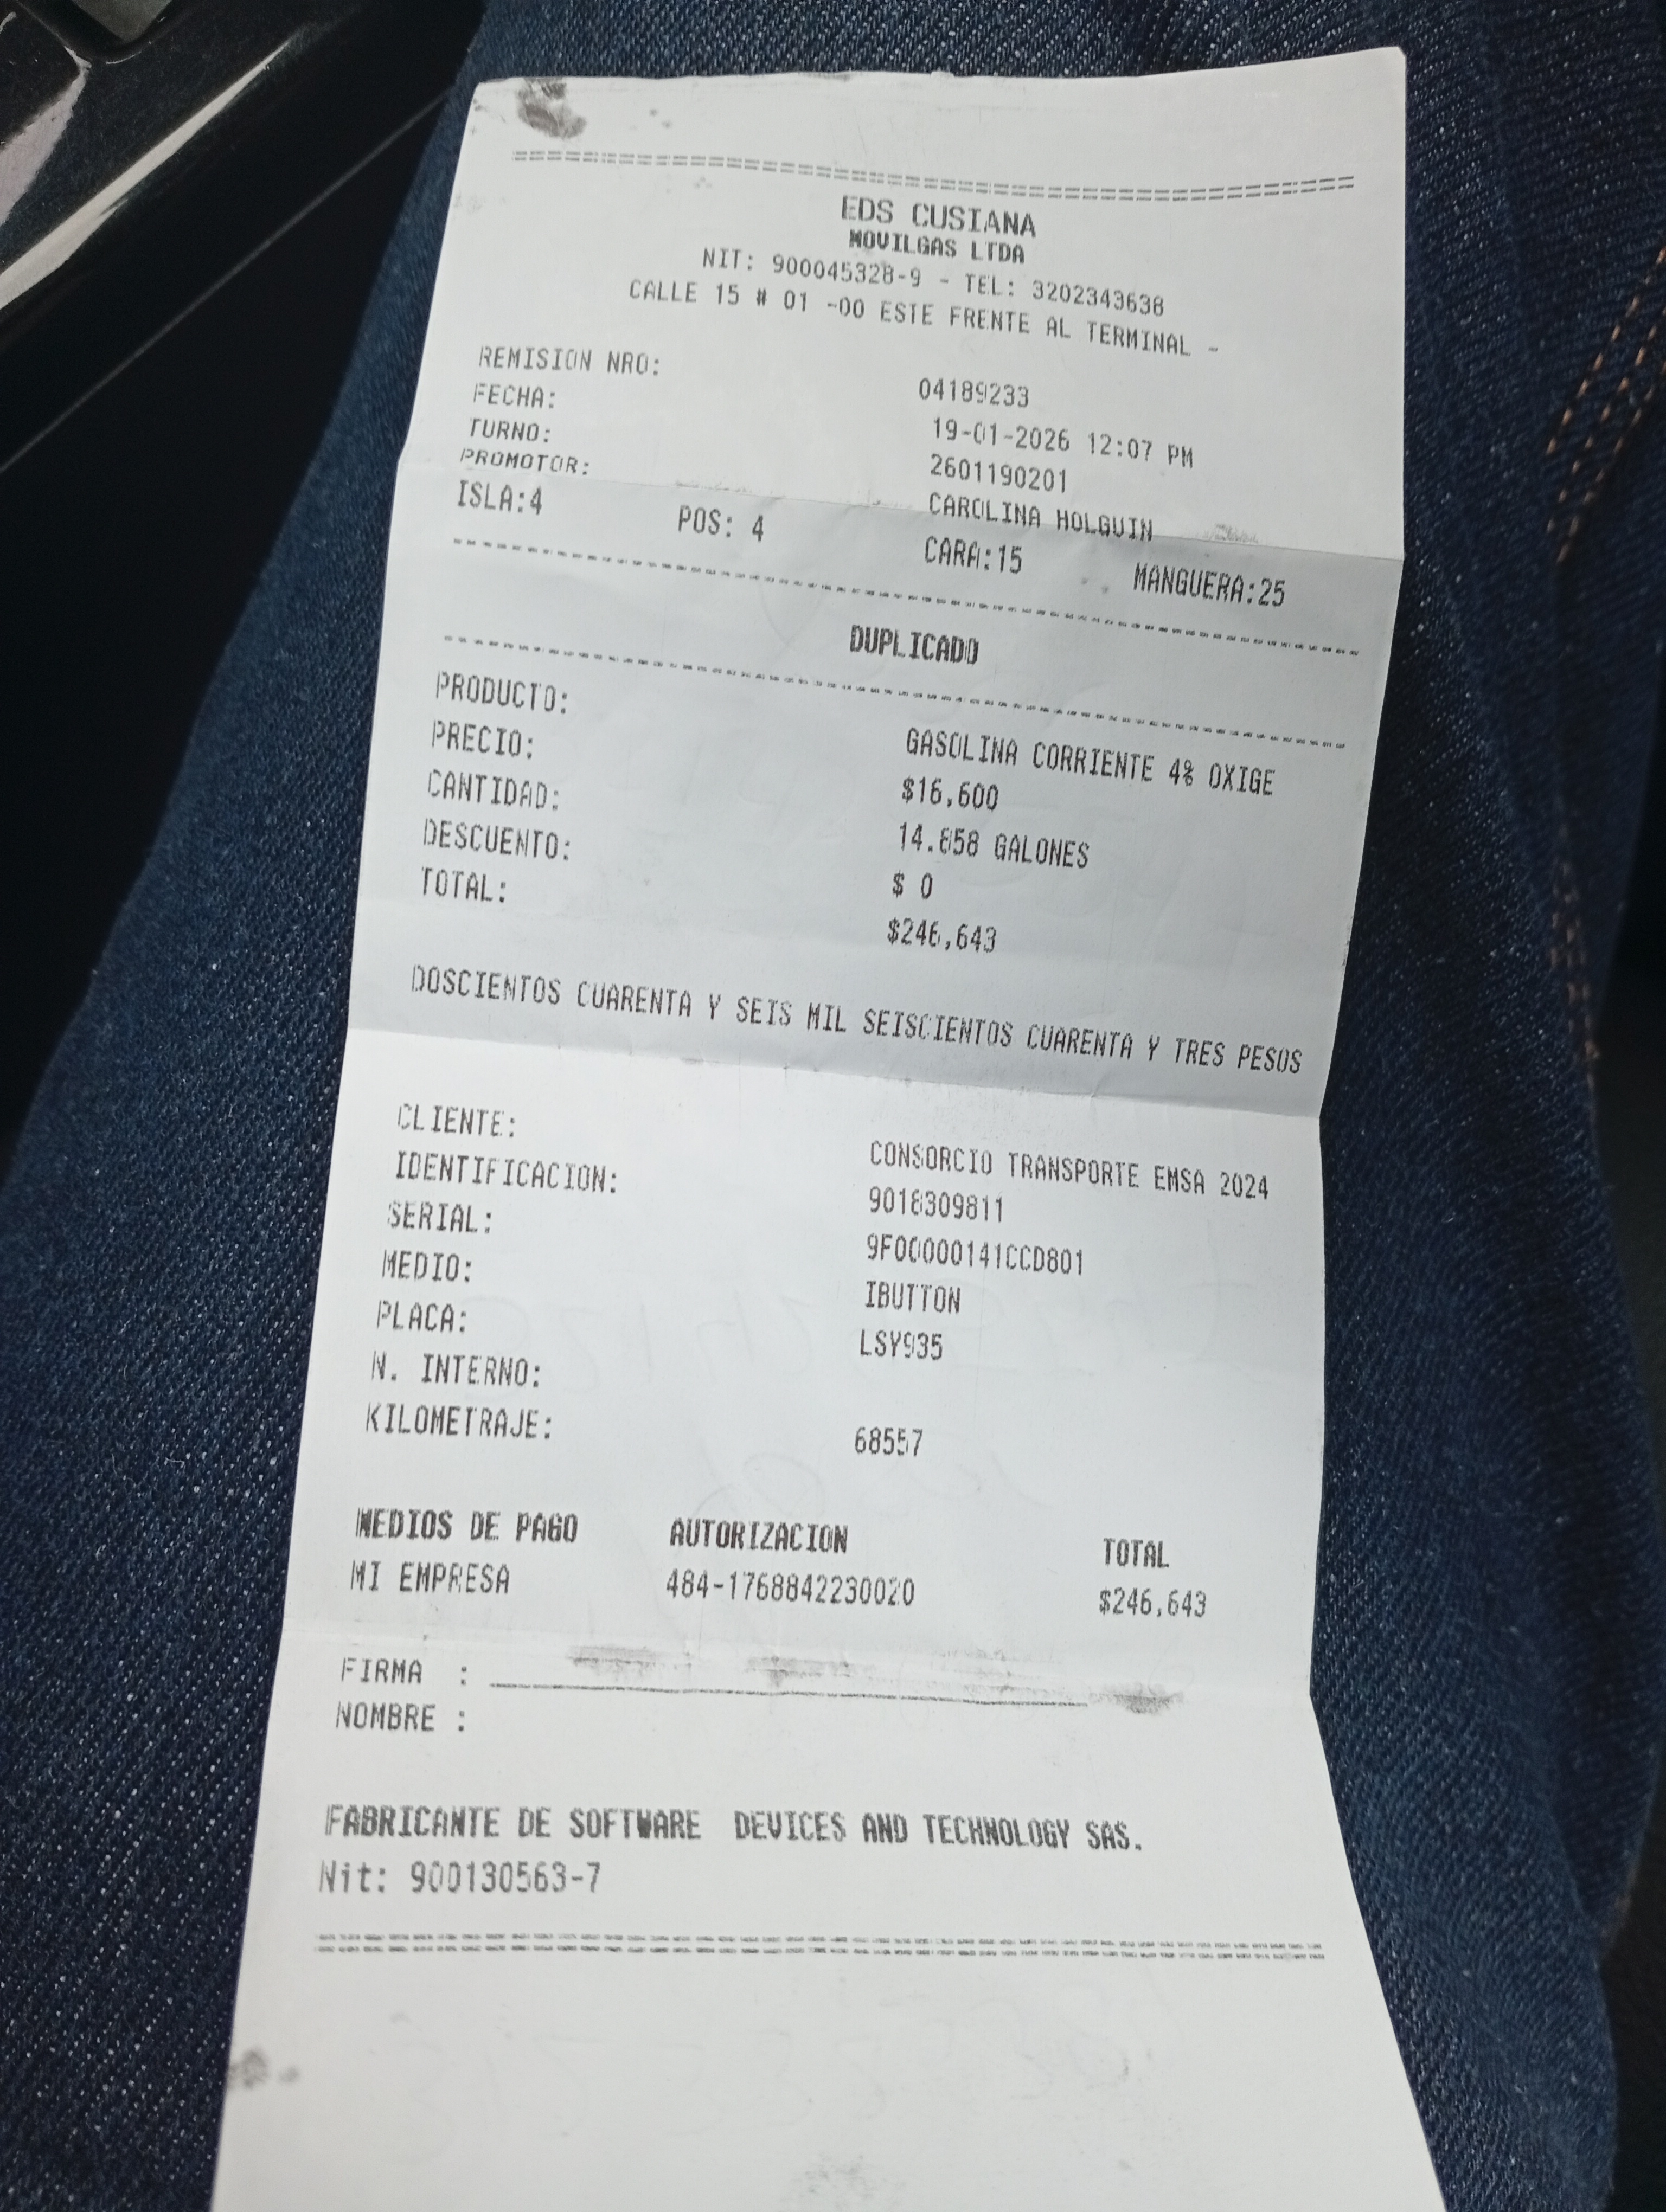 EDS CUSIANA
MOVILGAS LTDA
NIT: 900045328-9 - TEL: 3202343638
CALLE 15 # 01 -00 ESTE FRENTE AL TERMINAL -
REMISION NRO: 04189233
FECHA: 19-01-2026 12:07 PM
TURNO: 2601190201
PROMOTOR: CAROLINA HOLGUIN
ISLA:4 POS: 4 CARA:15 MANGUERA:25
DUPLICADO
PRODUCTO: GASOLINA CORRIENTE 4% OXIGE
PRECIO: $16,600
CANTIDAD: 14.858 GALONES
DESCUENTO: $ 0
TOTAL: $246,643
DOSCIENTOS CUARENTA Y SEIS MIL SEISCIENTOS CUARENTA Y TRES PESOS
CLIENTE: CONSORCIO TRANSPORTE EMSA 2024
IDENTIFICACION: 9018309811
SERIAL: 9F00000141CCD801
MEDIO: IBUTTON
PLACA: LSY935
N. INTERNO:
KILOMETRAJE: 68557
MEDIOS DE PAGO AUTORIZACION TOTAL
MI EMPRESA 484-1768842230020 $246,643
FIRMA :
NOMBRE :
FABRICANTE DE SOFTWARE DEVICES AND TECHNOLOGY SAS.
Nit: 900130563-7